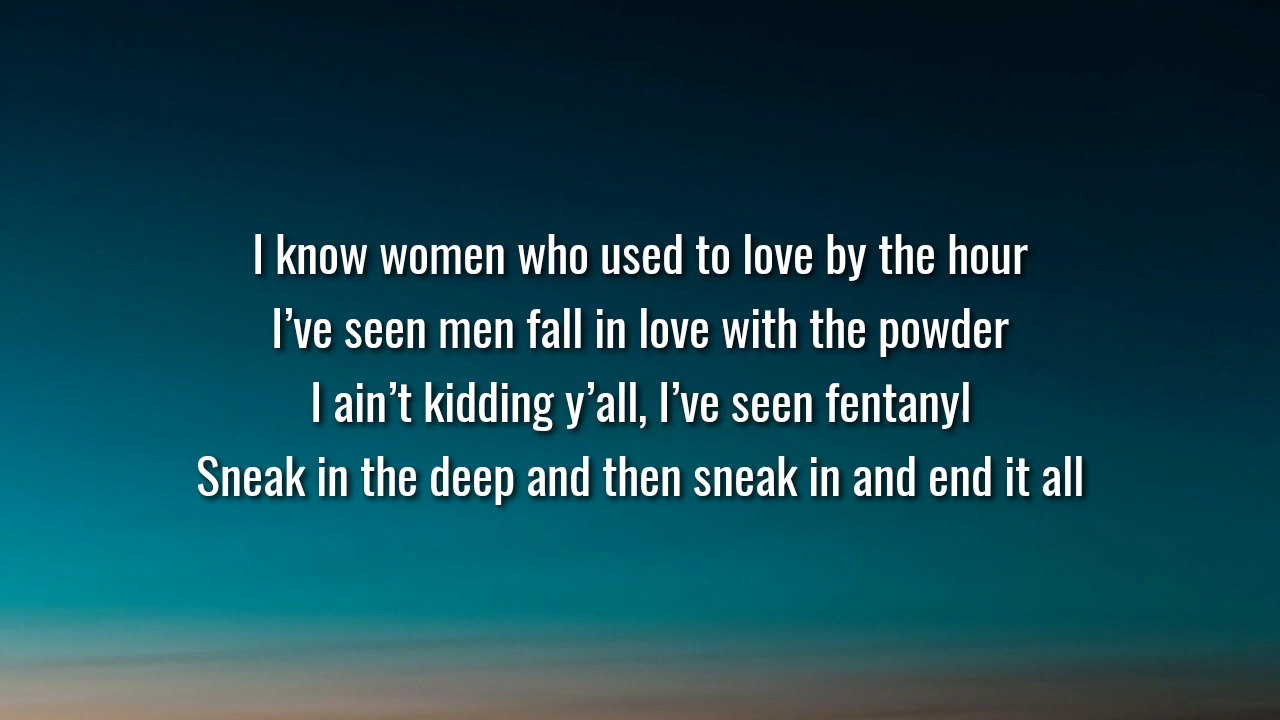 I know women who used to love by the hour
I’ve seen men fall in love with the powder
I ain’t kidding y’all, I’ve seen fentanyl
Sneak in the deep and then sneak in and end it all